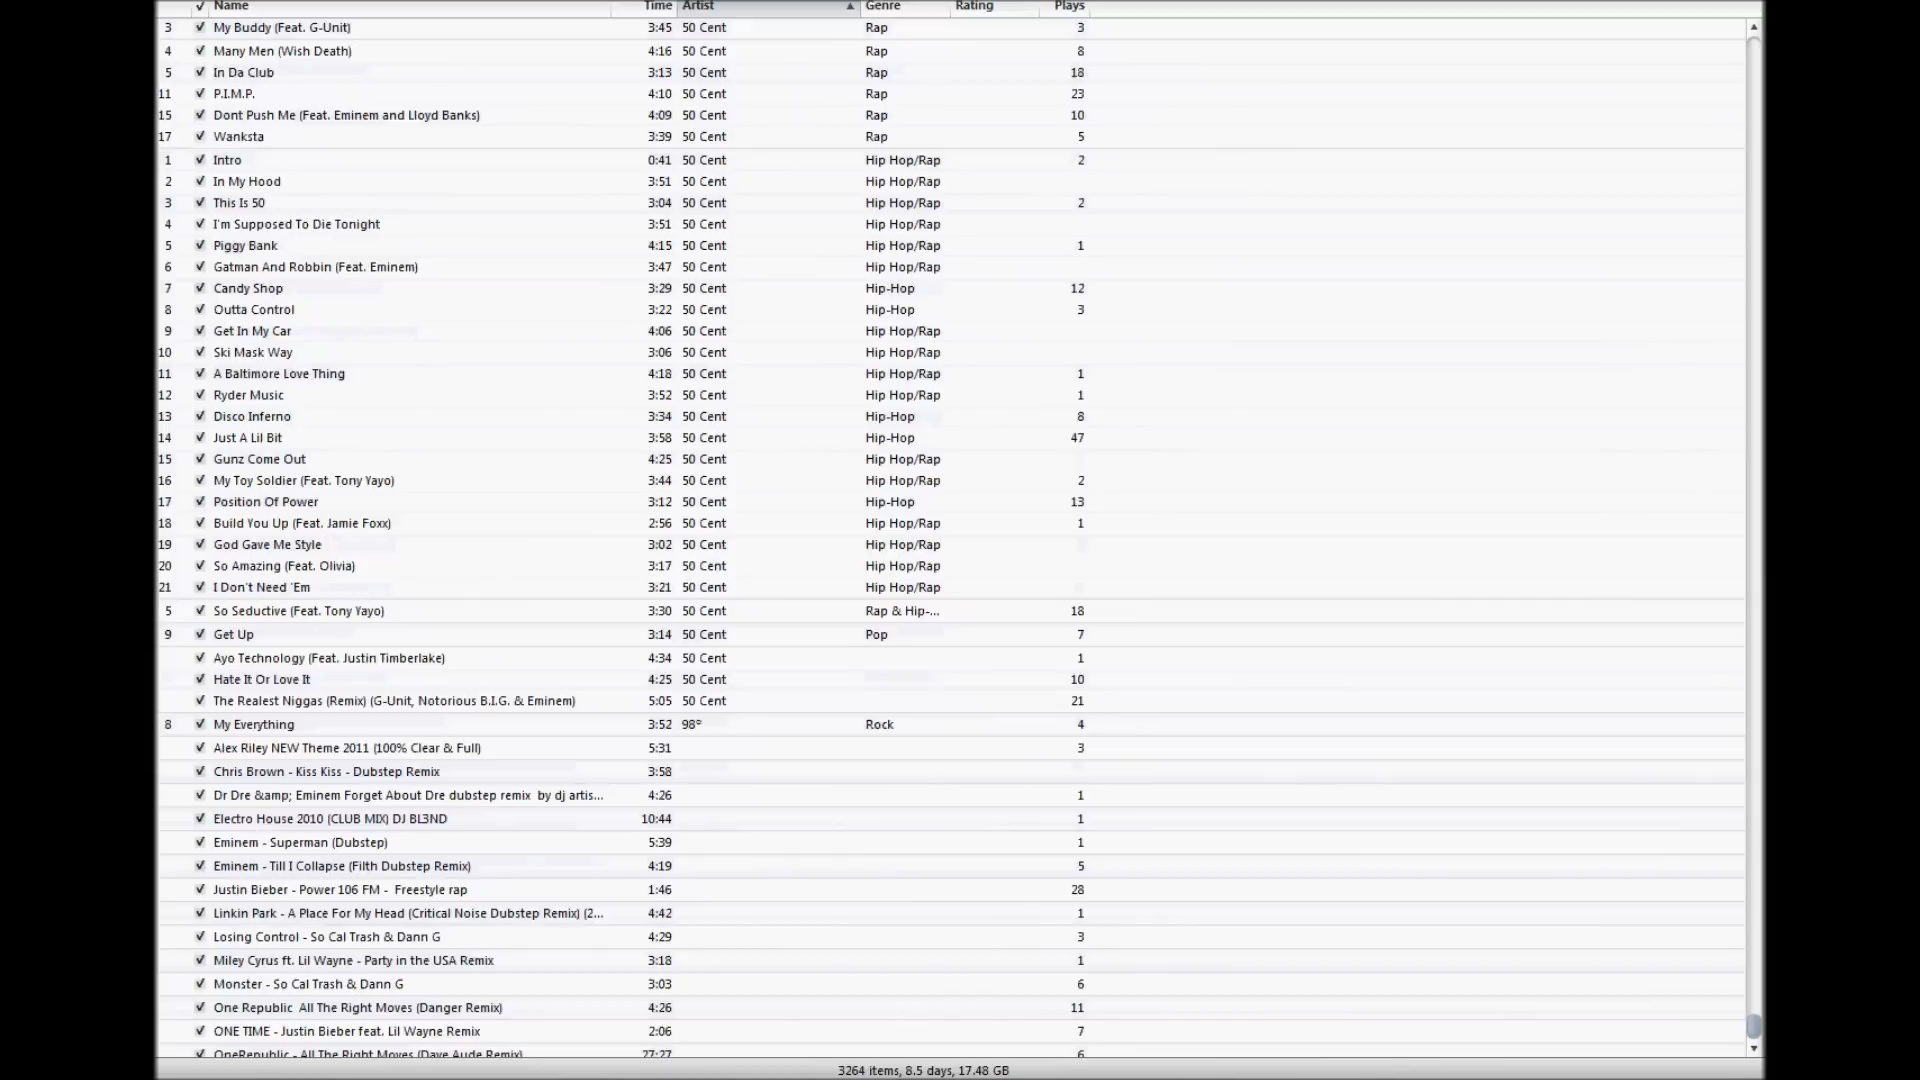 Name Time Artist Genre Rating Plays
3 My Buddy (Feat. G-Unit) 3:45 50 Cent Rap 3
4 Many Men (Wish Death) 4:16 50 Cent Rap 8
5 In Da Club 3:13 50 Cent Rap 18
11 P.I.M.P. 4:10 50 Cent Rap 23
15 Dont Push Me (Feat. Eminem and Lloyd Banks) 4:09 50 Cent Rap 10
17 Wanksta 3:39 50 Cent Rap 5
1 Intro 0:41 50 Cent Hip Hop/Rap 2
2 In My Hood 3:51 50 Cent Hip Hop/Rap
3 This Is 50 3:04 50 Cent Hip Hop/Rap 2
4 I'm Supposed To Die Tonight 3:51 50 Cent Hip Hop/Rap
5 Piggy Bank 4:15 50 Cent Hip Hop/Rap 1
6 Gatman And Robbin (Feat. Eminem) 3:47 50 Cent Hip Hop/Rap
7 Candy Shop 3:29 50 Cent Hip-Hop 12
8 Outta Control 3:22 50 Cent Hip-Hop 3
9 Get In My Car 4:06 50 Cent Hip Hop/Rap
10 Ski Mask Way 3:06 50 Cent Hip Hop/Rap
11 A Baltimore Love Thing 4:18 50 Cent Hip Hop/Rap 1
12 Ryder Music 3:52 50 Cent Hip Hop/Rap 1
13 Disco Inferno 3:34 50 Cent Hip-Hop 8
14 Just A Lil Bit 3:58 50 Cent Hip-Hop 47
15 Gunz Come Out 4:25 50 Cent Hip Hop/Rap
16 My Toy Soldier (Feat. Tony Yayo) 3:44 50 Cent Hip Hop/Rap 2
17 Position Of Power 3:12 50 Cent Hip-Hop 13
18 Build You Up (Feat. Jamie Foxx) 2:56 50 Cent Hip Hop/Rap 1
19 God Gave Me Style 3:02 50 Cent Hip Hop/Rap
20 So Amazing (Feat. Olivia) 3:17 50 Cent Hip Hop/Rap
21 I Don't Need 'Em 3:21 50 Cent Hip Hop/Rap
5 So Seductive (Feat. Tony Yayo) 3:30 50 Cent Rap & Hip-... 18
9 Get Up 3:14 50 Cent Pop 7
Ayo Technology (Feat. Justin Timberlake) 4:34 50 Cent 1
Hate It Or Love It 4:25 50 Cent 10
The Realest Niggas (Remix) (G-Unit, Notorious B.I.G. & Eminem) 5:05 50 Cent 21
8 My Everything 3:52 98º Rock 4
Alex Riley NEW Theme 2011 (100% Clear & Full) 5:31 3
Chris Brown - Kiss Kiss - Dubstep Remix 3:58
Dr Dre &amp; Eminem Forget About Dre dubstep remix by dj artis... 4:26 1
Electro House 2010 (CLUB MIX) DJ BL3ND 10:44 1
Eminem - Superman (Dubstep) 5:39 1
Eminem - Till I Collapse (Filth Dubstep Remix) 4:19 5
Justin Bieber - Power 106 FM - Freestyle rap 1:46 28
Linkin Park - A Place For My Head (Critical Noise Dubstep Remix) (2... 4:42 1
Losing Control - So Cal Trash & Dann G 4:29 3
Miley Cyrus ft. Lil Wayne - Party in the USA Remix 3:18 1
Monster - So Cal Trash & Dann G 3:03 6
One Republic All The Right Moves (Danger Remix) 4:26 11
ONE TIME - Justin Bieber feat. Lil Wayne Remix 2:06 7
OneRepublic - All The Right Moves (Dave Aude Remix) 27:27 6
3264 items, 8.5 days, 17.48 GB